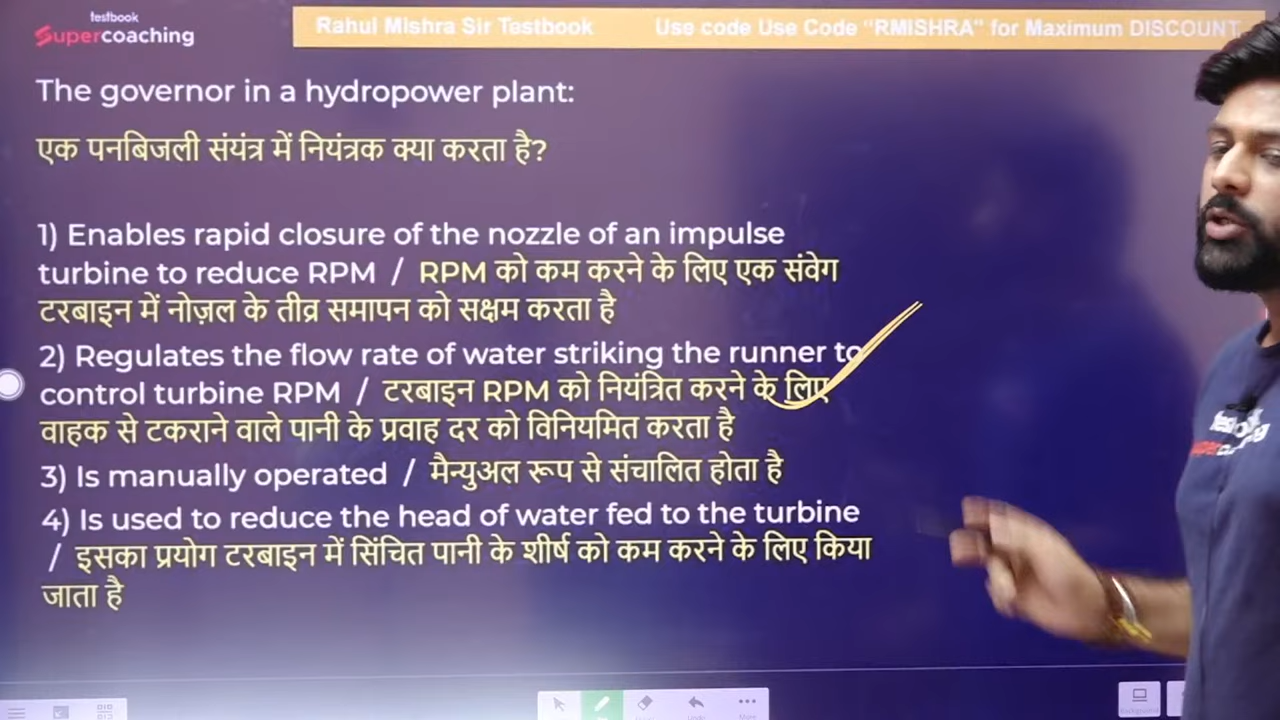 testbook
Supercoaching
Rahul Mishra Sir Testbook Use code Use Code “RMISHRA” for Maximum DISCOUNT
The governor in a hydropower plant:
एक पनबिजली संयंत्र में नियंत्रक क्या करता है?
1) Enables rapid closure of the nozzle of an impulse
turbine to reduce RPM / RPM को कम करने के लिए एक संवेग
टरबाइन में नोज़ल के तीव्र समापन को सक्षम करता है
2) Regulates the flow rate of water striking the runner to
control turbine RPM / टरबाइन RPM को नियंत्रित करने के लिए
वाहक से टकराने वाले पानी के प्रवाह दर को विनियमित करता है
3) Is manually operated / मैन्युअल रूप से संचालित होता है
4) Is used to reduce the head of water fed to the turbine
/ इसका प्रयोग टरबाइन में सिंचित पानी के शीर्ष को कम करने के लिए किया
जाता है